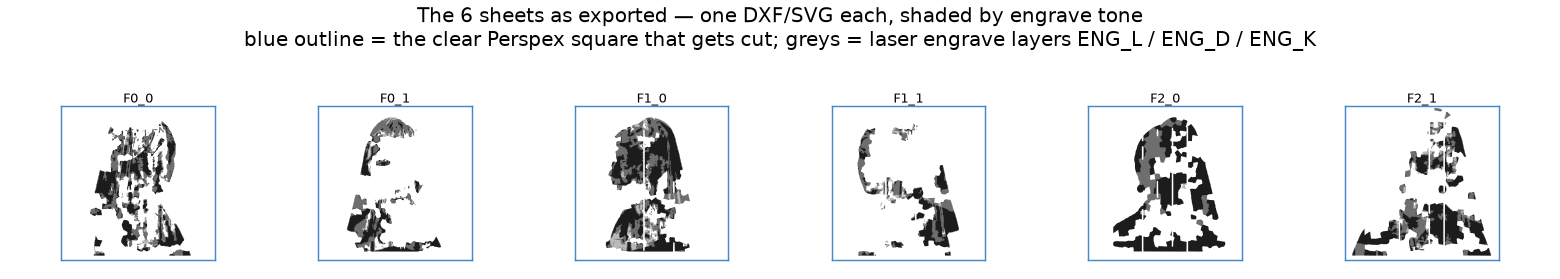 The 6 sheets as exported — one DXF/SVG each, shaded by engrave tone
blue outline = the clear Perspex square that gets cut; greys = laser engrave layers ENG_L / ENG_D / ENG_K
F0_0 F0_1 F1_0 F1_1 F2_0 F2_1